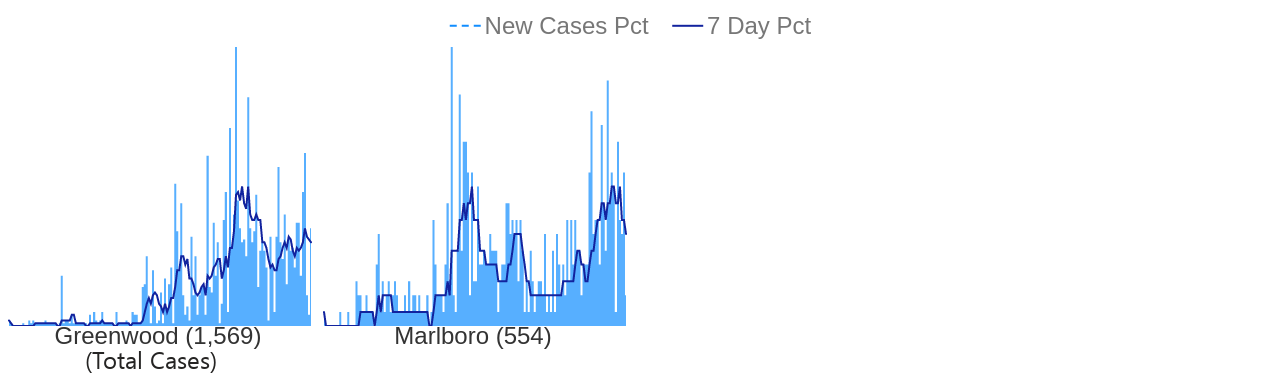 New Cases Pct 7 Day Pct
Greenwood (1,569) Marlboro (554)
(Total Cases)